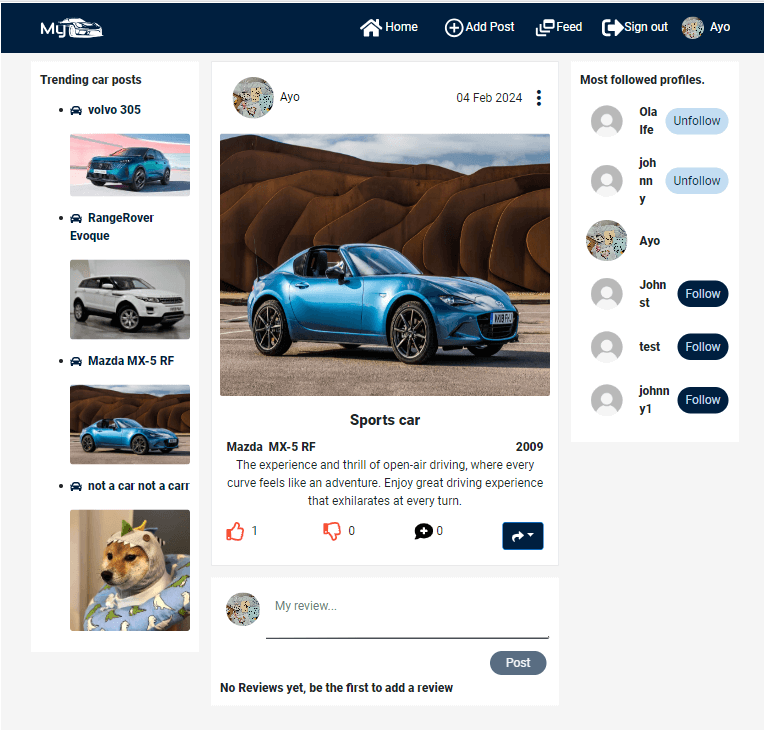 My
Home
Add Post
Feed
Sign out
Ayo
Trending car posts
volvo 305
RangeRover
Evoque
Mazda MX-5 RF
not a car not a carr
Ayo
04 Feb 2024
Sports car
Mazda MX-5 RF
2009
The experience and thrill of open-air driving, where every
curve feels like an adventure. Enjoy great driving experience
that exhilarates at every turn.
1
0
0
My review...
Post
No Reviews yet, be the first to add a review
Most followed profiles.
Ola
Ife
Unfollow
joh
nn
y
Unfollow
Ayo
John
st
Follow
test
Follow
johnn
y1
Follow